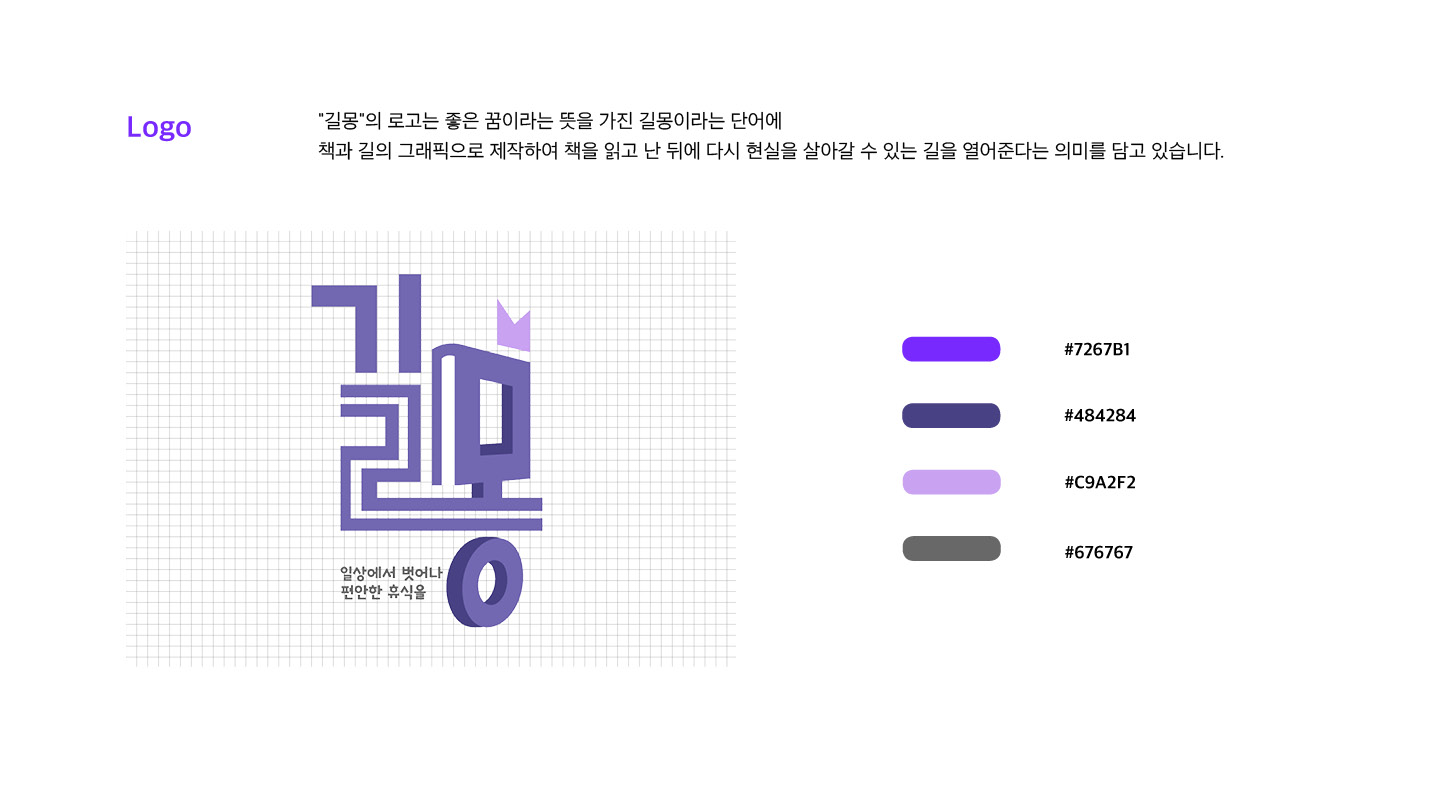 Logo
"길몽"의 로고는 좋은 꿈이라는 뜻을 가진 길몽이라는 단어에
책과 길의 그래픽으로 제작하여 책을 읽고 난 뒤에 다시 현실을 살아갈 수 있는 길을 열어준다는 의미를 담고 있습니다.
길몽
일상에서 벗어나
편안한 휴식을
#7267B1
#484284
#C9A2F2
#676767